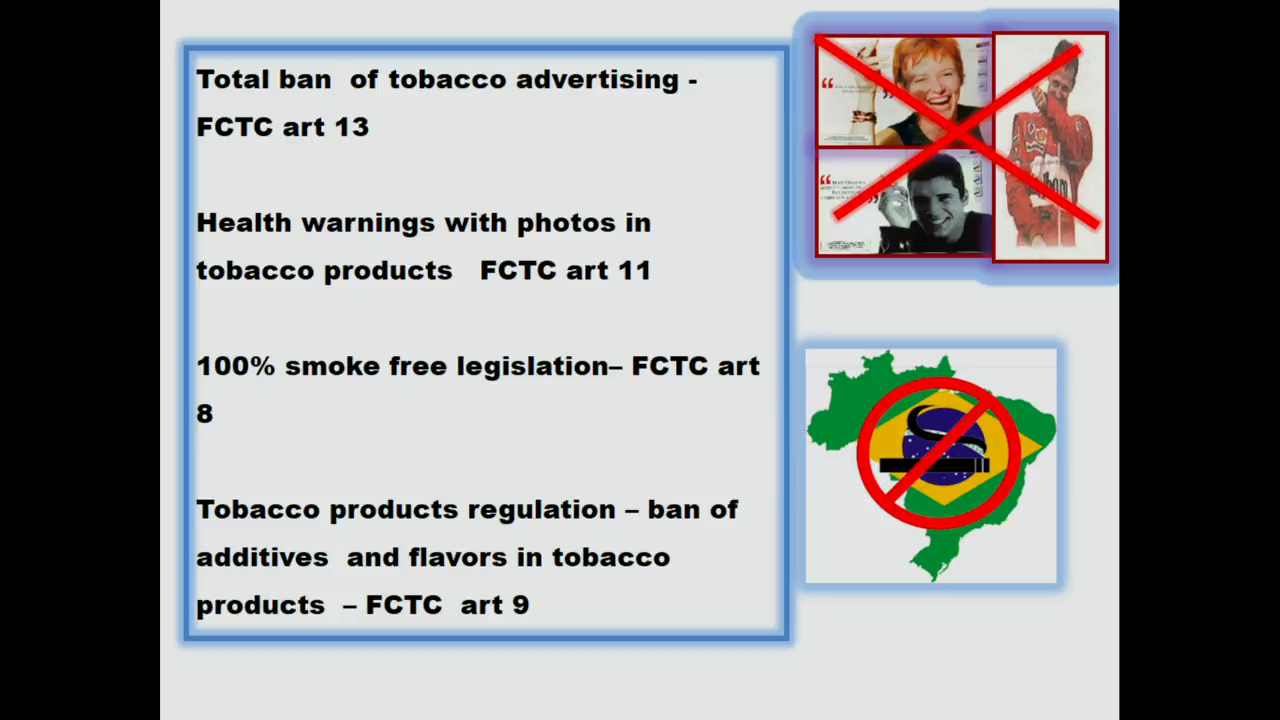 Total ban of tobacco advertising -
FCTC art 13
Health warnings with photos in
tobacco products FCTC art 11
100% smoke free legislation– FCTC art
8
Tobacco products regulation – ban of
additives and flavors in tobacco
products – FCTC art 9